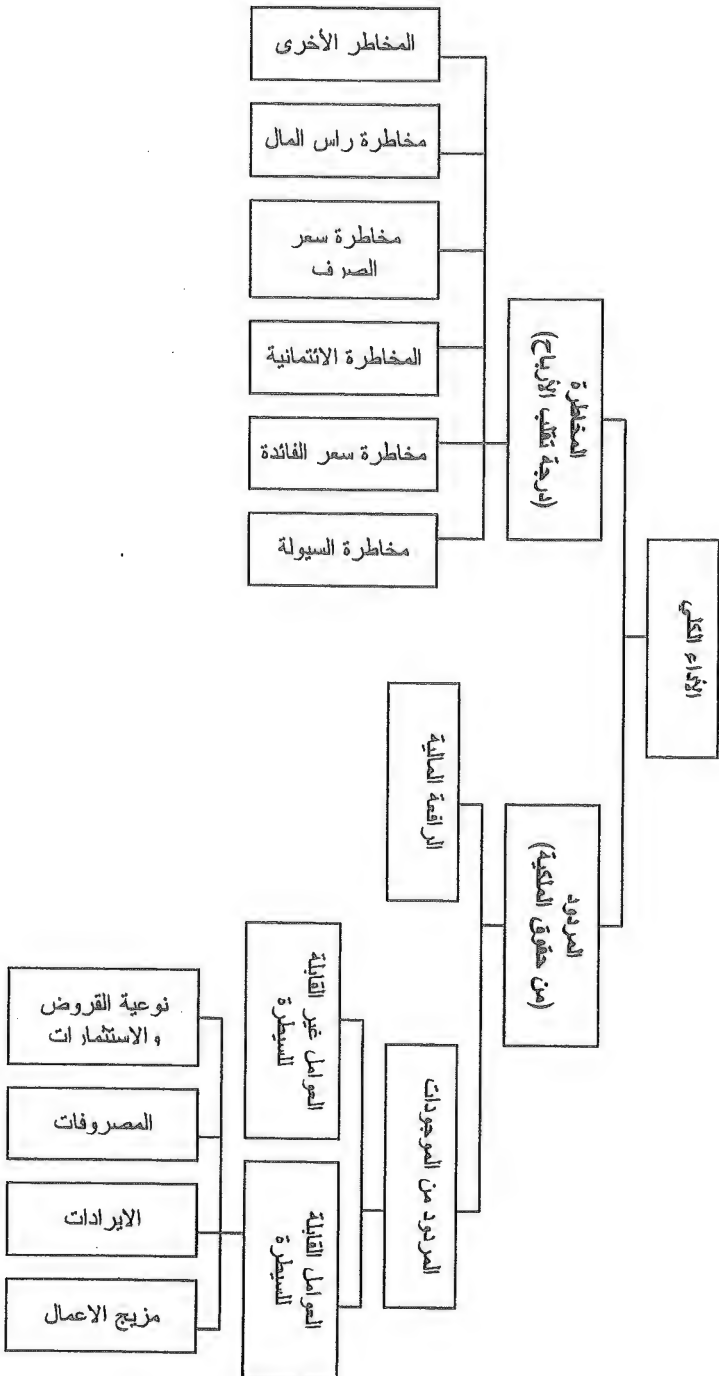 الأداء الكلي
المخاطرة
(درجة تقلب الأرباح)
المردود
(من حقوق الملكية)
المخاطر الأخرى
مخاطرة راس المال
مخاطرة سعر
الصرف
المخاطرة الائتمانية
مخاطرة سعر الفائدة
مخاطرة السيولة
الرافعة المالية
المردود من الموجودات
العوامل غير القابلة
للسيطرة
العوامل القابلة
للسيطرة
نوعية القروض
والاستثمارات
المصروفات
الايرادات
مزيج الاعمال